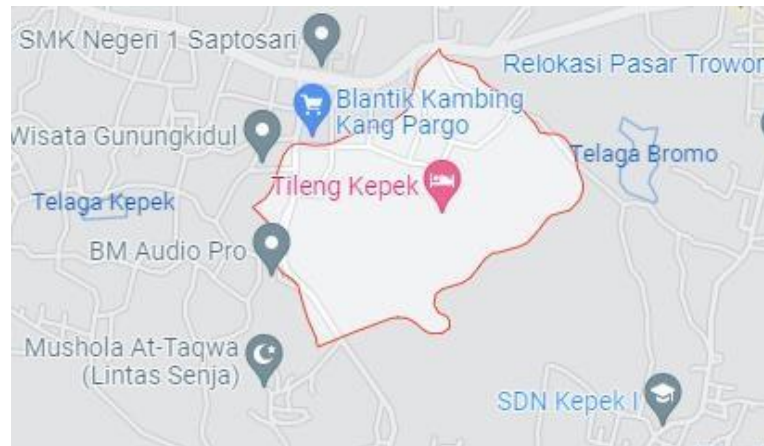 SMK Negeri 1 Saptosari
Relokasi Pasar Trowon
Blantik Kambing
Kang Pargo
Wisata Gunungkidul
Telaga Bromo
Tileng Kepek
Telaga Kepek
BM Audio Pro
Mushola At-Taqwa
(Lintas Senja)
SDN Kepek I